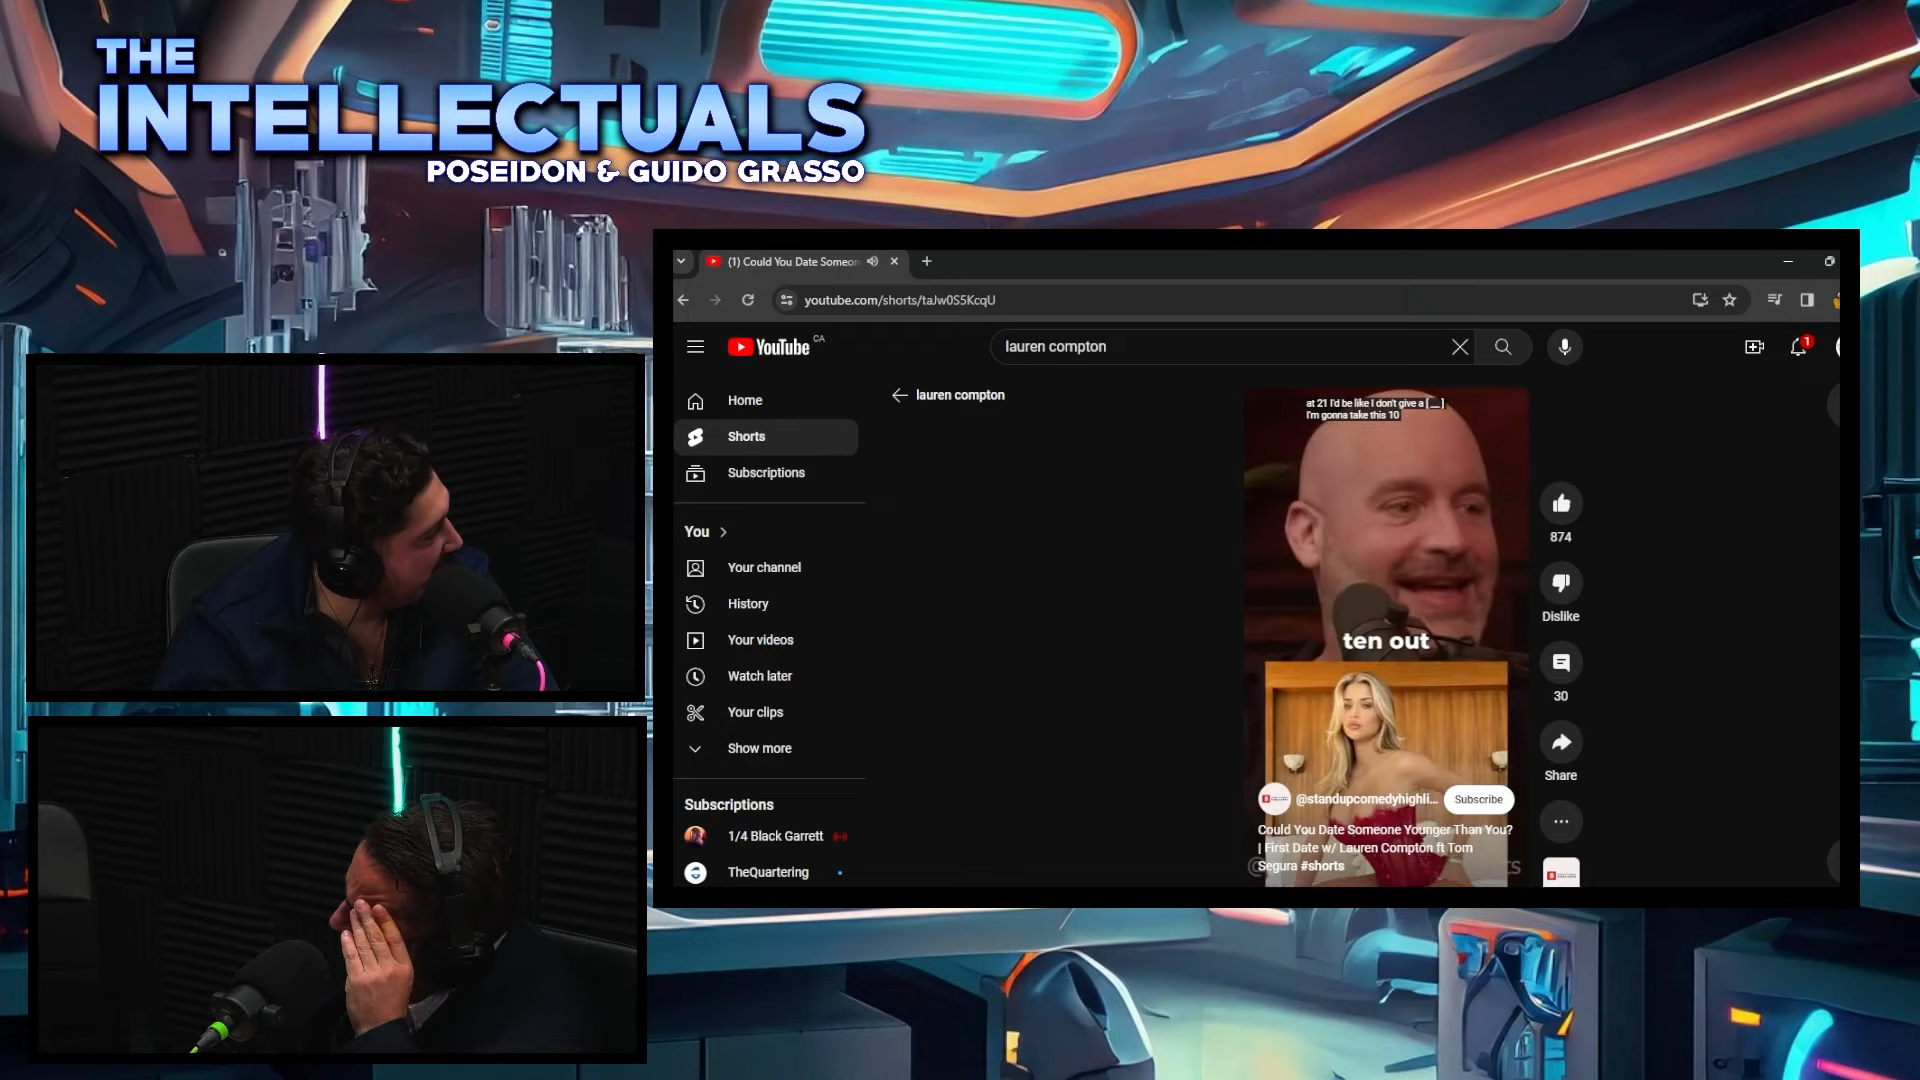 THE
INTELLECTUALS
POSEIDON & GUIDO GRASSO
(1) Could You Date Someon
youtube.com/shorts/taJw0S5KcqU
YouTube CA
lauren compton
1
Home
Shorts
Subscriptions
You
Your channel
History
Your videos
Watch later
Your clips
Show more
Subscriptions
1/4 Black Garrett
TheQuartering
lauren compton
at 21 I'd be like I don't give a [ __ ]
I'm gonna take this 10
ten out
@standupcomedyhighli...
Subscribe
Could You Date Someone Younger Than You?
| First Date w/ Lauren Compton ft Tom
Segura #shorts
874
Dislike
30
Share